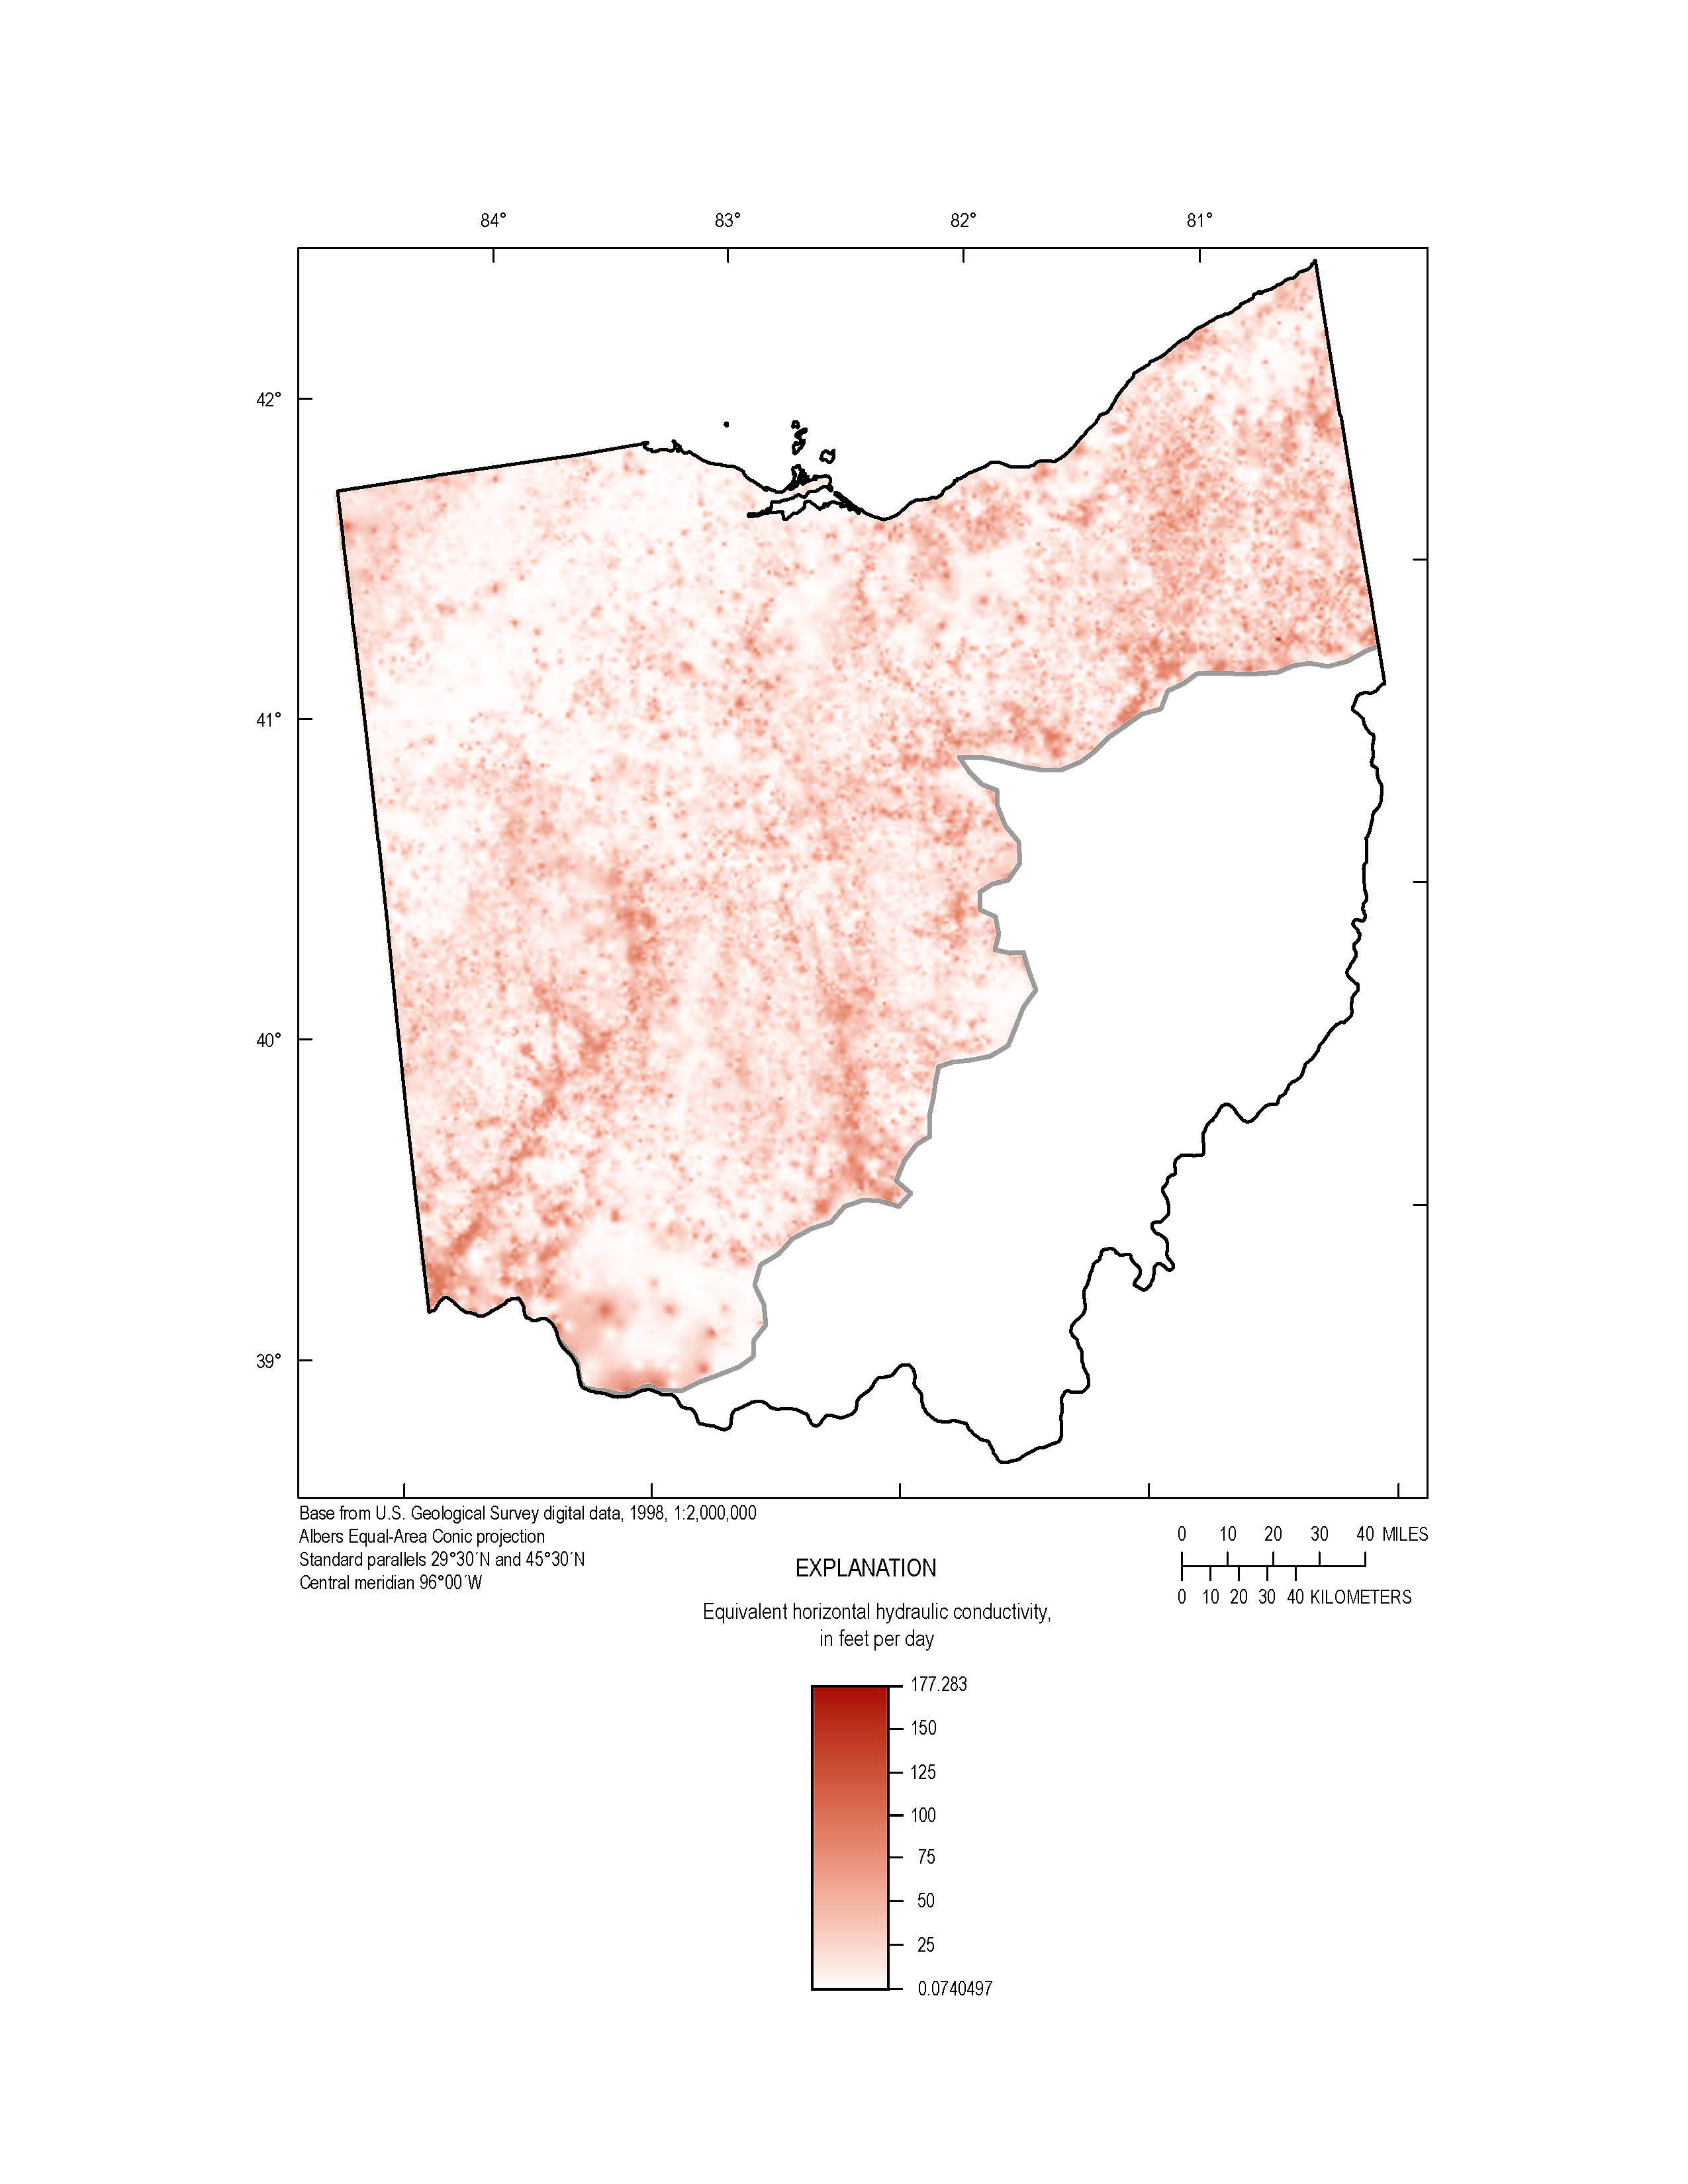 84° 83° 82° 81°
42°
41°
40°
39°
Base from U.S. Geological Survey digital data, 1998, 1:2,000,000
Albers Equal-Area Conic projection
Standard parallels 29°30´N and 45°30´N
Central meridian 96°00´W
0 10 20 30 40 MILES
0 10 20 30 40 KILOMETERS
EXPLANATION
Equivalent horizontal hydraulic conductivity,
in feet per day
177.283
150
125
100
75
50
25
0.0740497